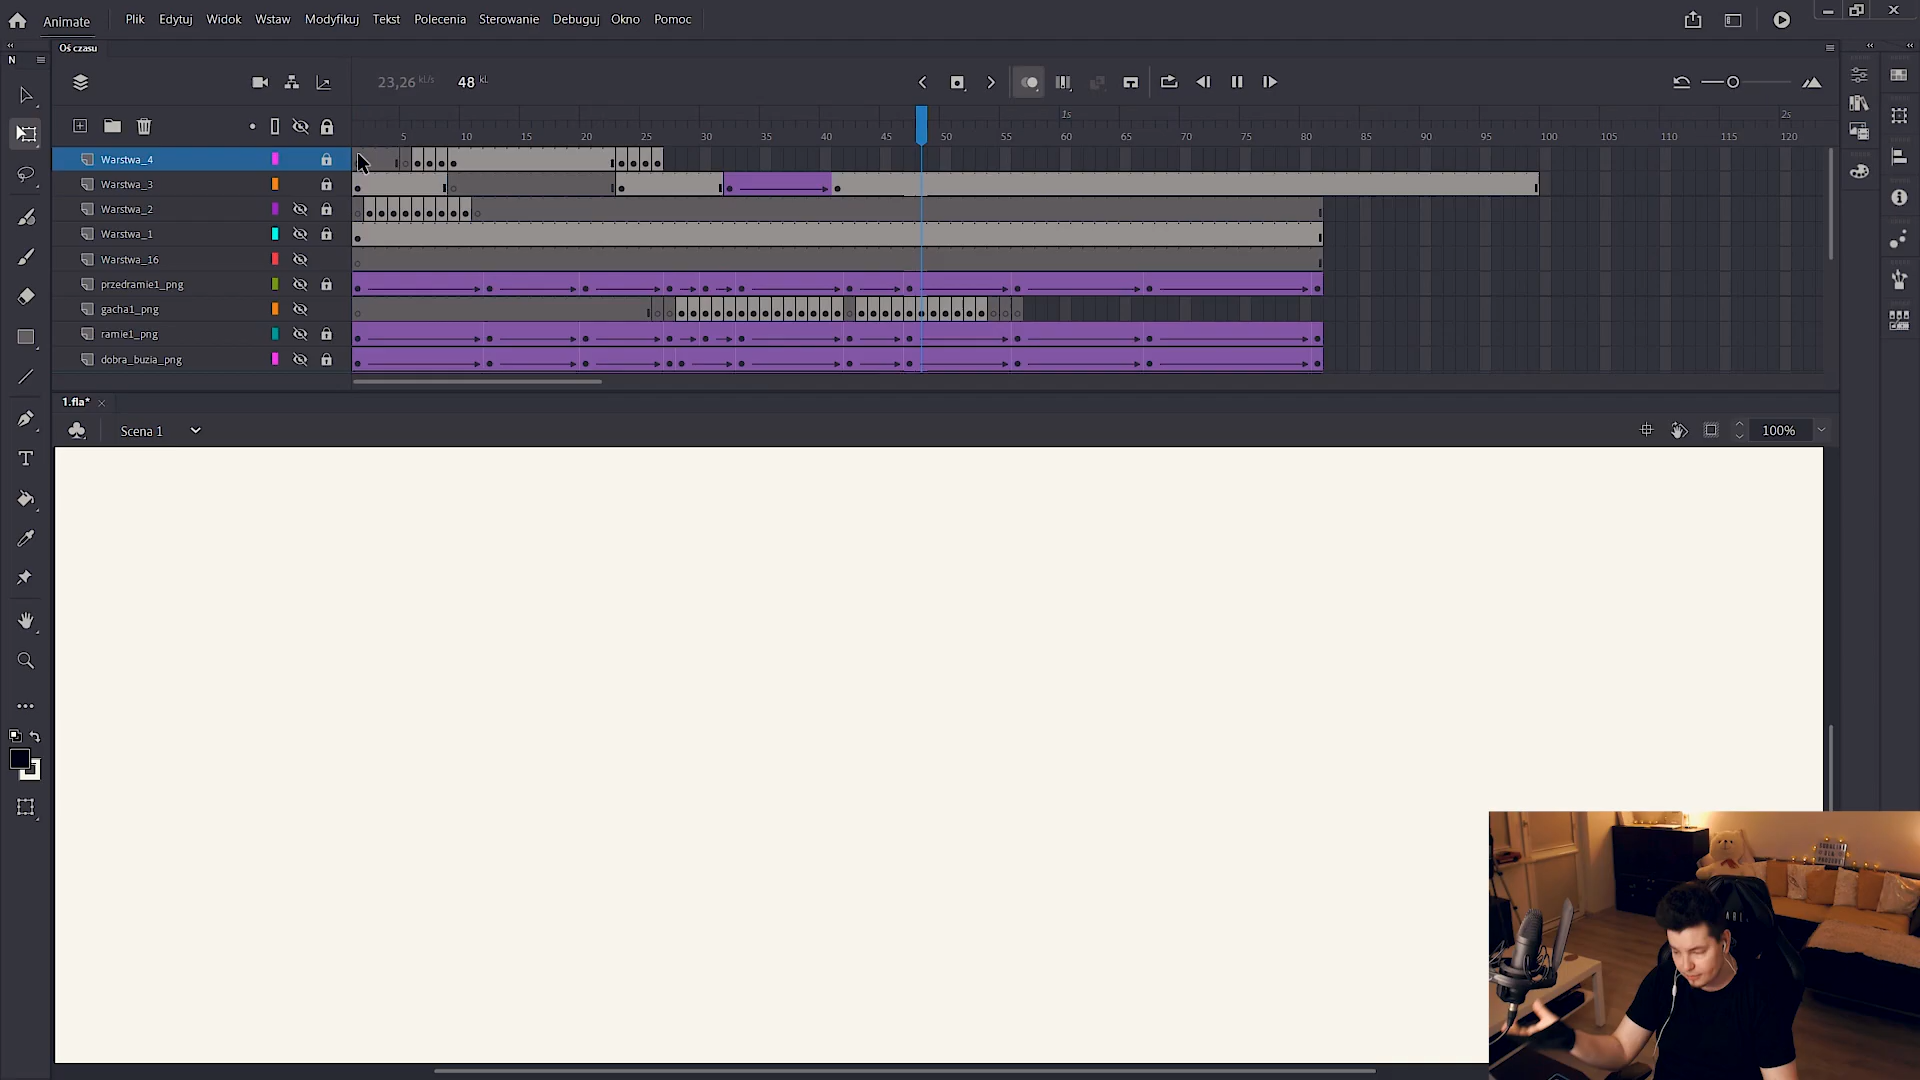 Animate
Plik Edytuj Widok Wstaw Modyfikuj Tekst Polecenia Sterowanie Debuguj Okno Pomoc
Oś czasu
N
23,26 kL/s 48 kL
1s 2s
5 10 15 20 25 30 35 40 45 50 55 60 65 70 75 80 85 90 95 100 105 110 115 120
Warstwa_4
Warstwa_3
Warstwa_2
Warstwa_1
Warstwa_16
przedramie1_png
gacha1_png
ramie1_png
dobra_buzia_png
1.fla*
Scena 1
100%